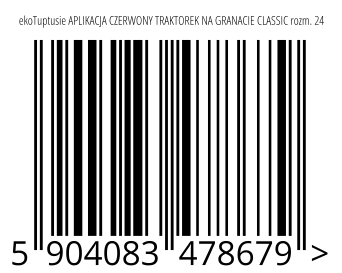 ekoTuptusie APLIKACJA CZERWONY TRAKTOREK NA GRANACIE CLASSIC rozm. 24
5 904083 478679 >